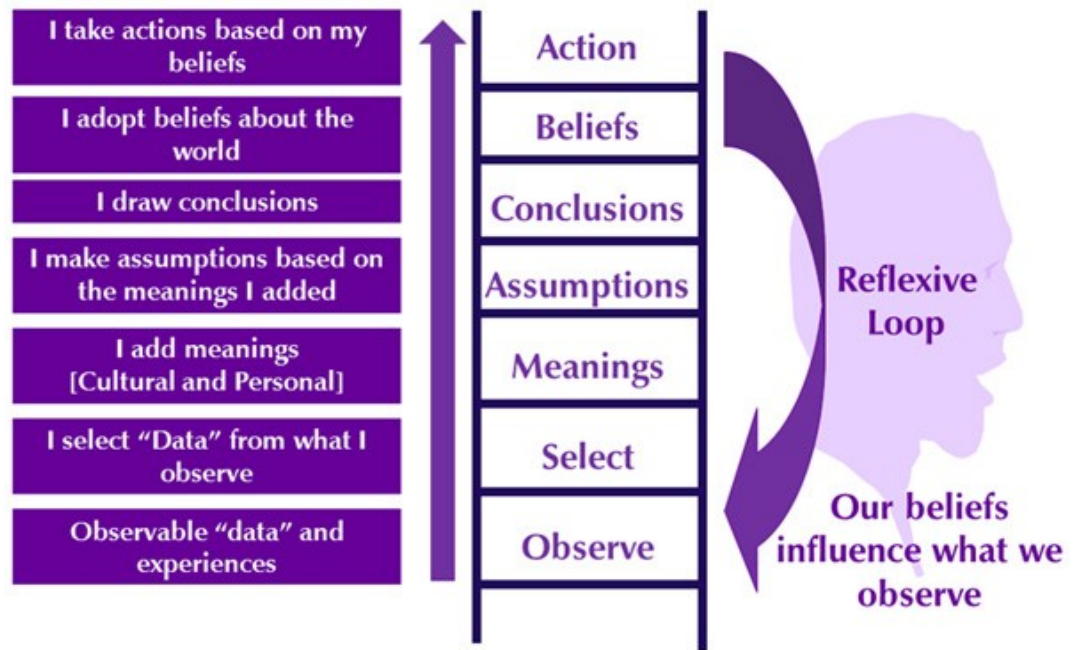 I take actions based on my
beliefs
I adopt beliefs about the
world
I draw conclusions
I make assumptions based on
the meanings I added
I add meanings
[Cultural and Personal]
I select “Data” from what I
observe
Observable “data” and
experiences
Action
Beliefs
Conclusions
Assumptions
Meanings
Select
Observe
Reflexive
Loop
Our beliefs
influence what we
observe